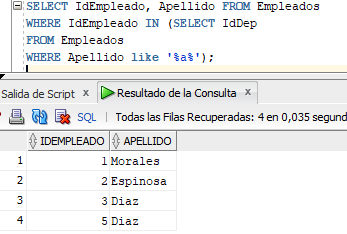 SELECT IdEmpleado, Apellido FROM Empleados
WHERE IdEmpleado IN (SELECT IdDep
FROM Empleados
WHERE Apellido like '%a%');
Salida de Script x Resultado de la Consulta x
SQL | Todas las Filas Recuperadas: 4 en 0,035 segund
IDEMPLEADO APELLIDO
1 1 Morales
2 2 Espinosa
3 3 Diaz
4 5 Diaz